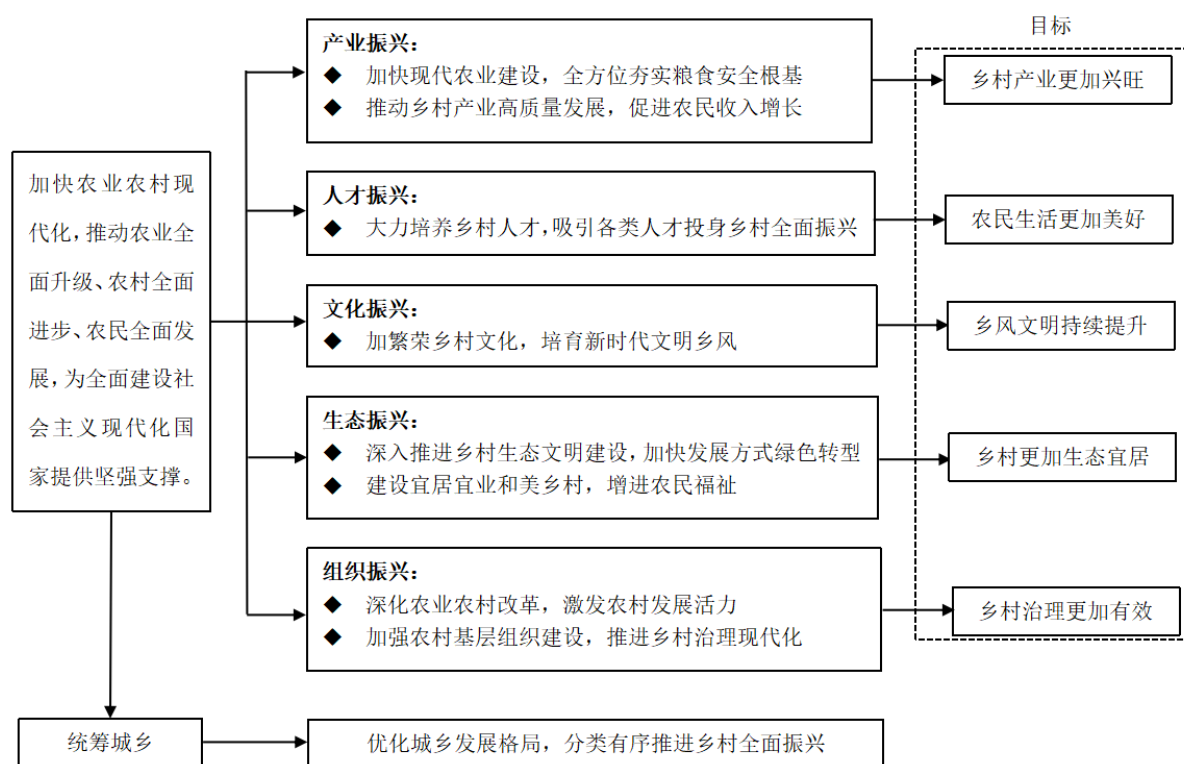 目标
产业振兴：
◆ 加快现代农业建设，全方位夯实粮食安全根基
◆ 推动乡村产业高质量发展，促进农民收入增长
乡村产业更加兴旺
加快农业农村现
代化，推动农业全
面升级、农村全面
进步、农民全面发
展，为全面建设社
会主义现代化国
家提供坚强支撑。
人才振兴：
◆ 大力培养乡村人才，吸引各类人才投身乡村全面振兴
农民生活更加美好
文化振兴：
◆ 加繁荣乡村文化，培育新时代文明乡风
乡风文明持续提升
生态振兴：
◆ 深入推进乡村生态文明建设，加快发展方式绿色转型
◆ 建设宜居宜业和美乡村，增进农民福祉
乡村更加生态宜居
组织振兴：
◆ 深化农业农村改革，激发农村发展活力
◆ 加强农村基层组织建设，推进乡村治理现代化
乡村治理更加有效
统筹城乡
优化城乡发展格局，分类有序推进乡村全面振兴